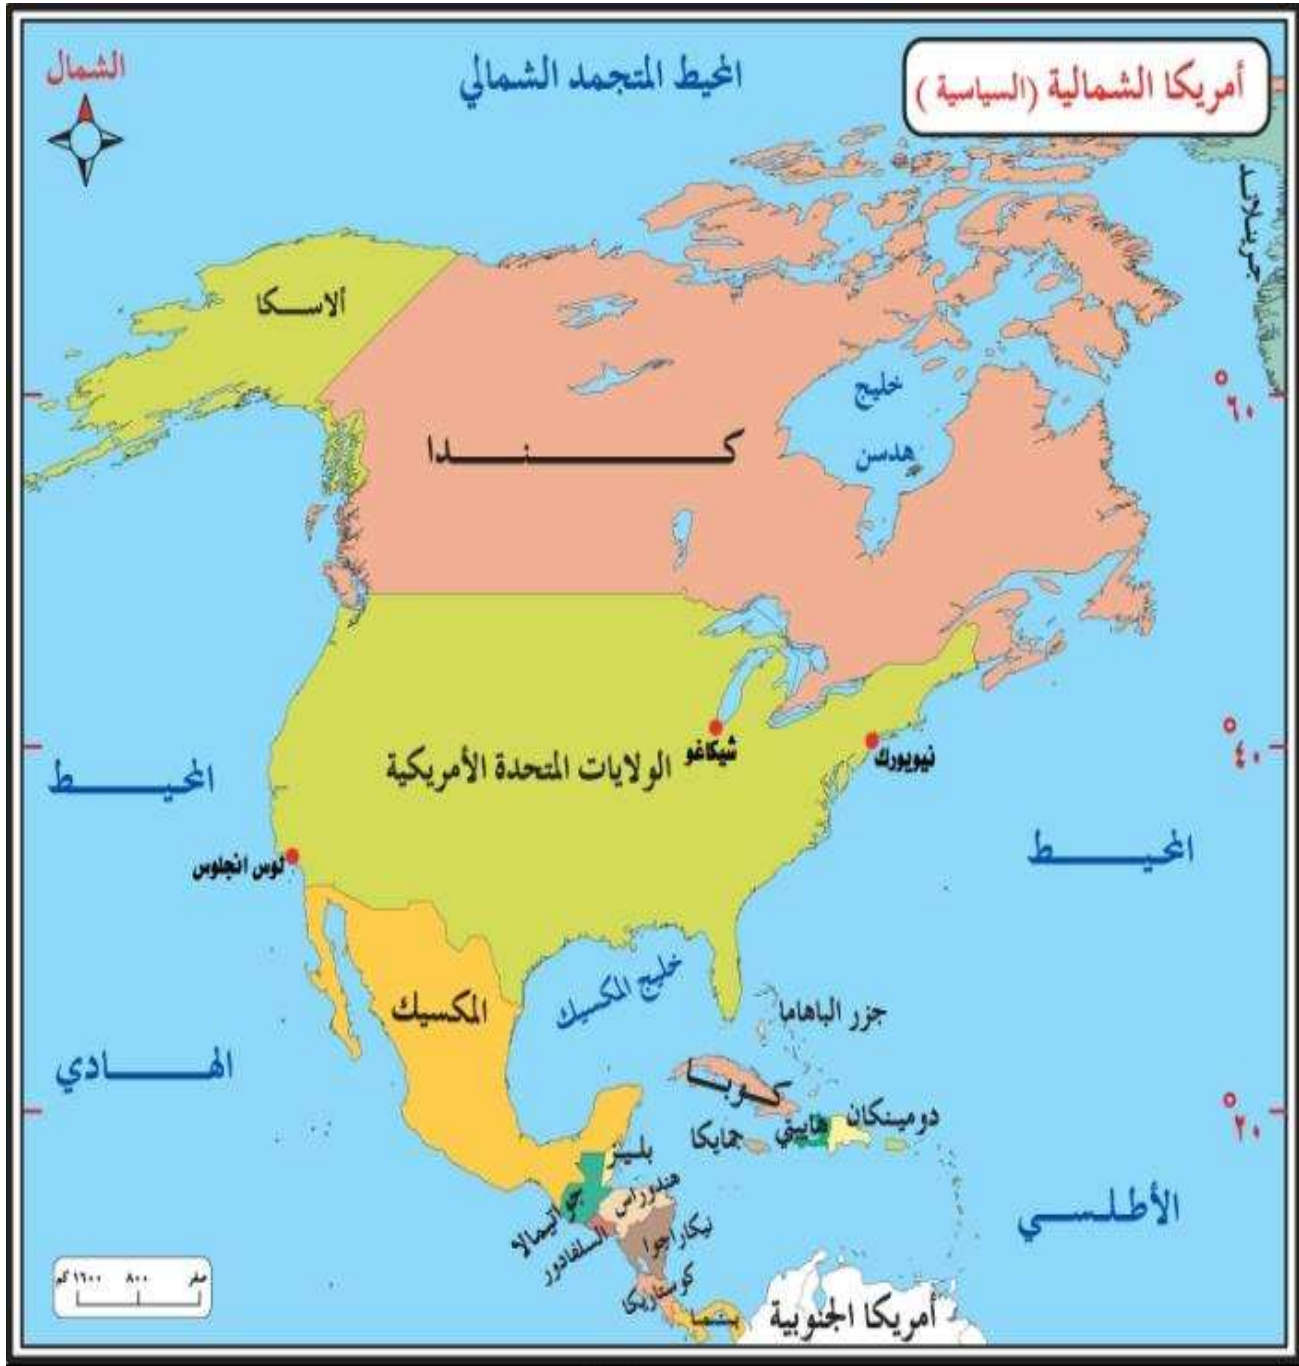 أمريكا الشمالية (السياسية)
المحيط المتجمد الشمالي
الشمال
جرينلاند
ألاسكا
كندا
خليج
هدسن
٦٠
الولايات المتحدة الأمريكية
شيكاغو
نيويورك
٤٠
المحيط
المحيط
لوس انجلوس
خليج المكسيك
المكسيك
جزر الباهاما
الهادي
كوبا
دومينكان
هاييتي
جمايكا
٢٠
بليز
هندوراس
جواتيمالا
السلفادور
نيكاراجوا
الأطلسي
كوستاريكا
بنما
أمريكا الجنوبية
صفر ٨٠٠ ١٦٠٠ كم